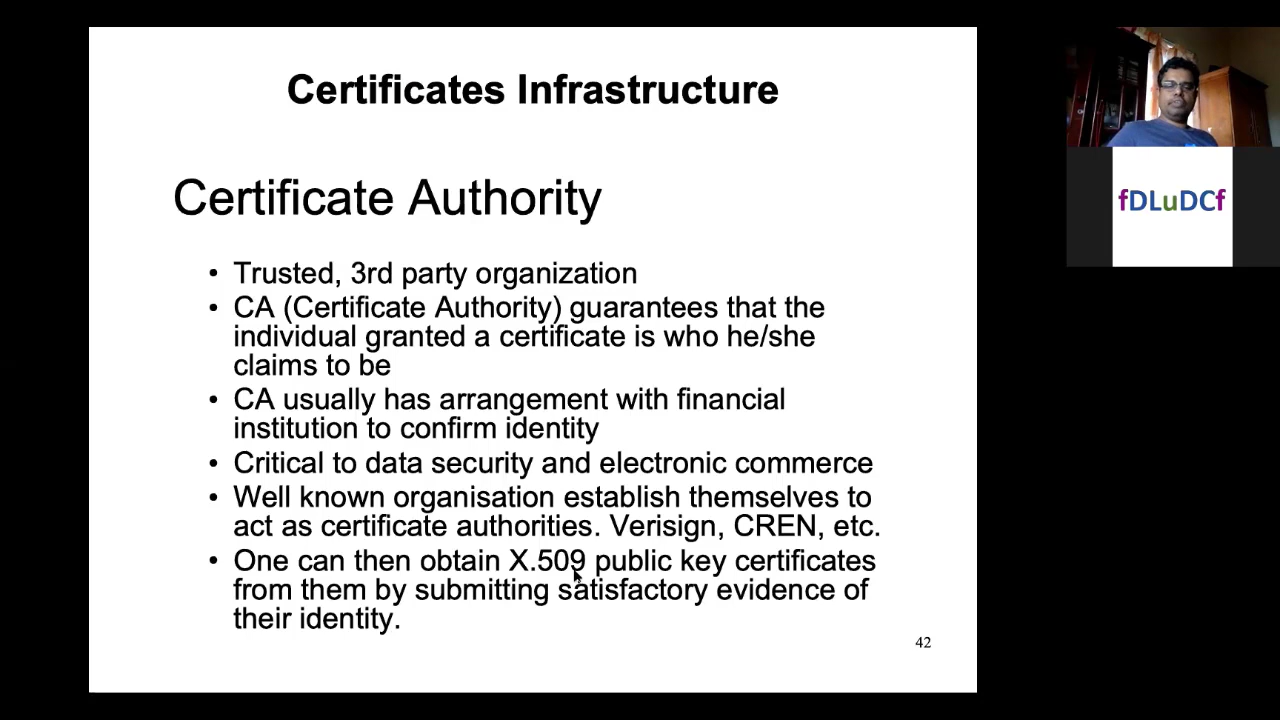 Certificates Infrastructure
Certificate Authority
• Trusted, 3rd party organization
• CA (Certificate Authority) guarantees that the
individual granted a certificate is who he/she
claims to be
• CA usually has arrangement with financial
institution to confirm identity
• Critical to data security and electronic commerce
• Well known organisation establish themselves to
act as certificate authorities. Verisign, CREN, etc.
• One can then obtain X.509 public key certificates
from them by submitting satisfactory evidence of
their identity.
42
fDLuDCf